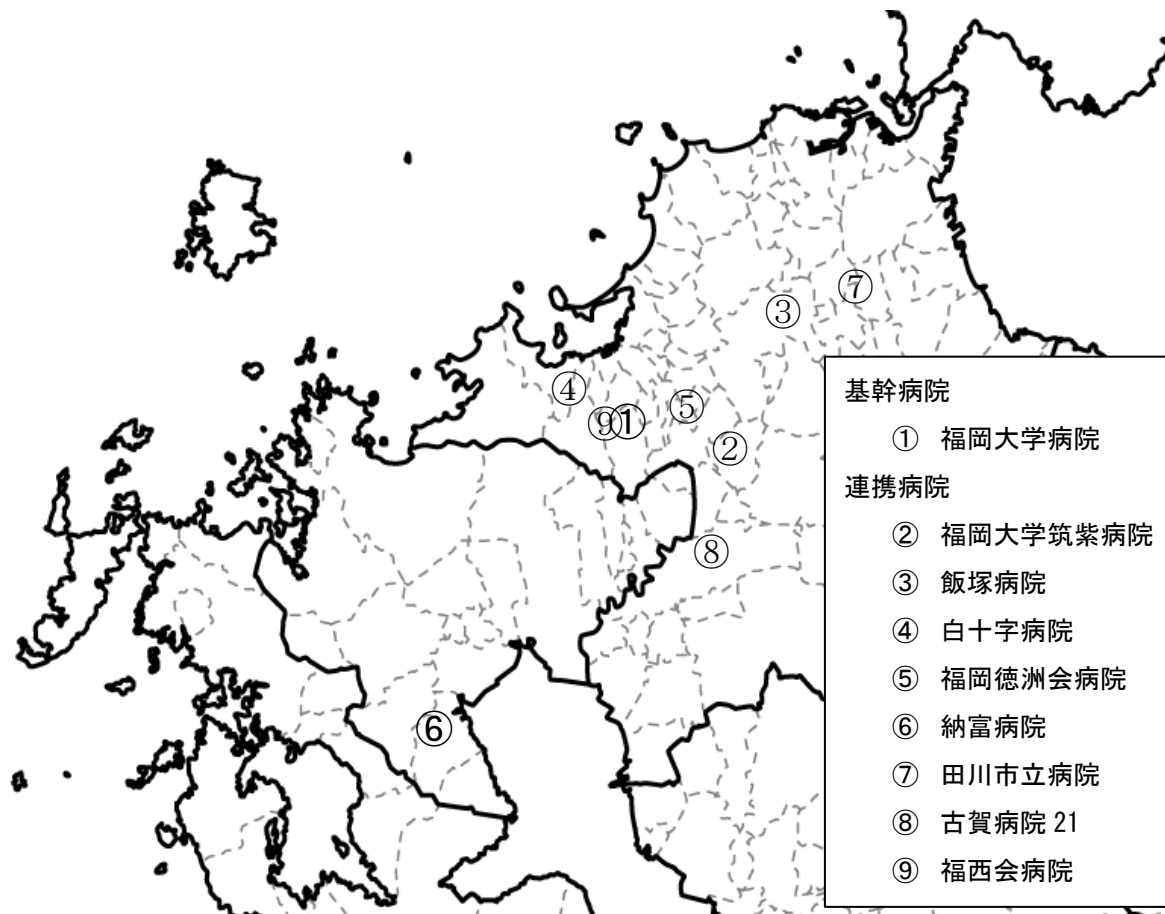 ⑦
③
④
⑤
⑨①
②
⑧
⑥
基幹病院
① 福岡大学病院
連携病院
② 福岡大学筑紫病院
③ 飯塚病院
④ 白十字病院
⑤ 福岡徳洲会病院
⑥ 納富病院
⑦ 田川市立病院
⑧ 古賀病院 21
⑨ 福西会病院